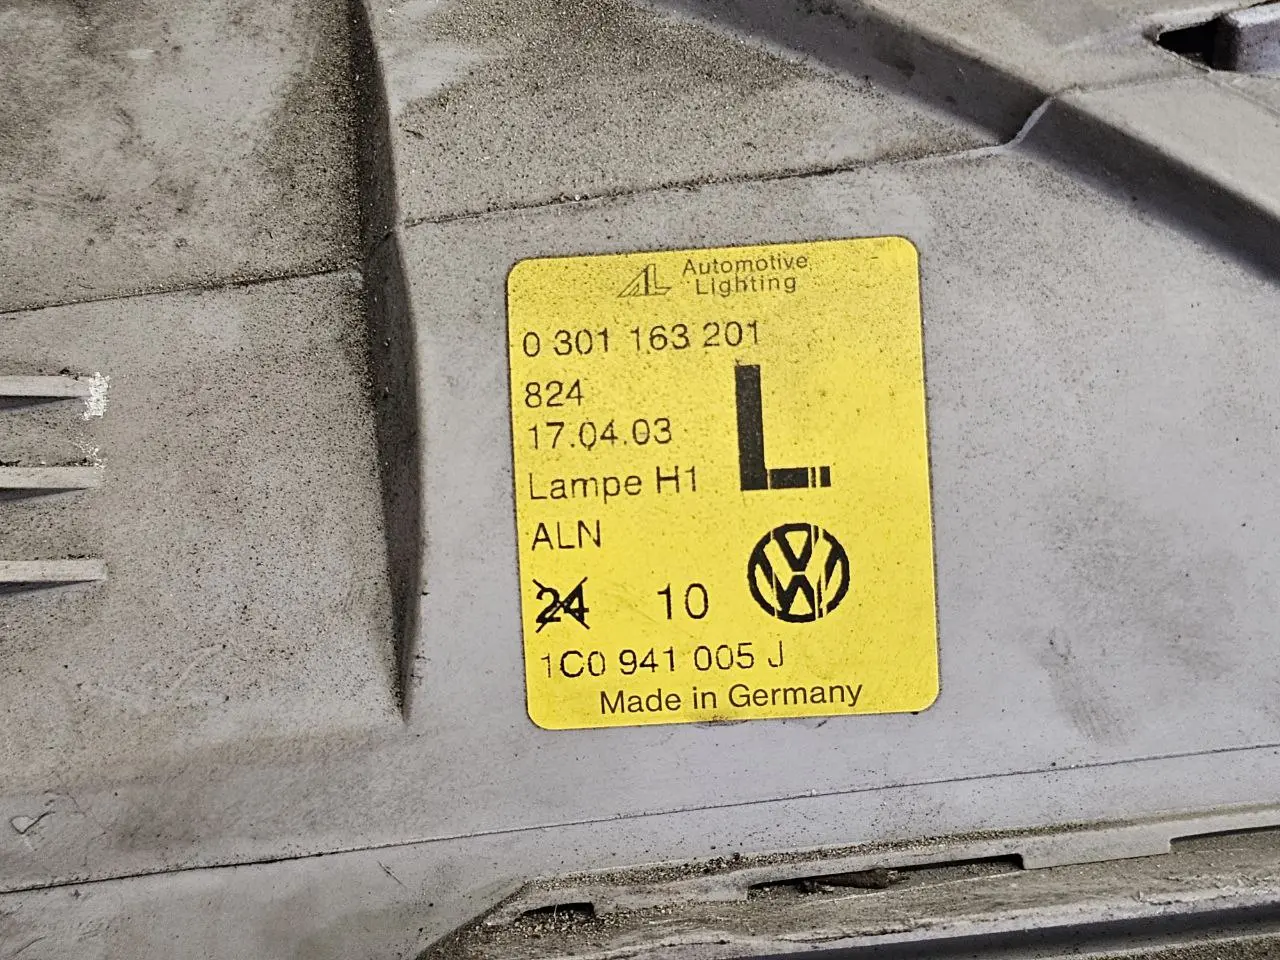 AL Automotive
Lighting
0 301 163 201
824
17.04.03
L
Lampe H1
ALN
24 10
1C0 941 005 J
Made in Germany